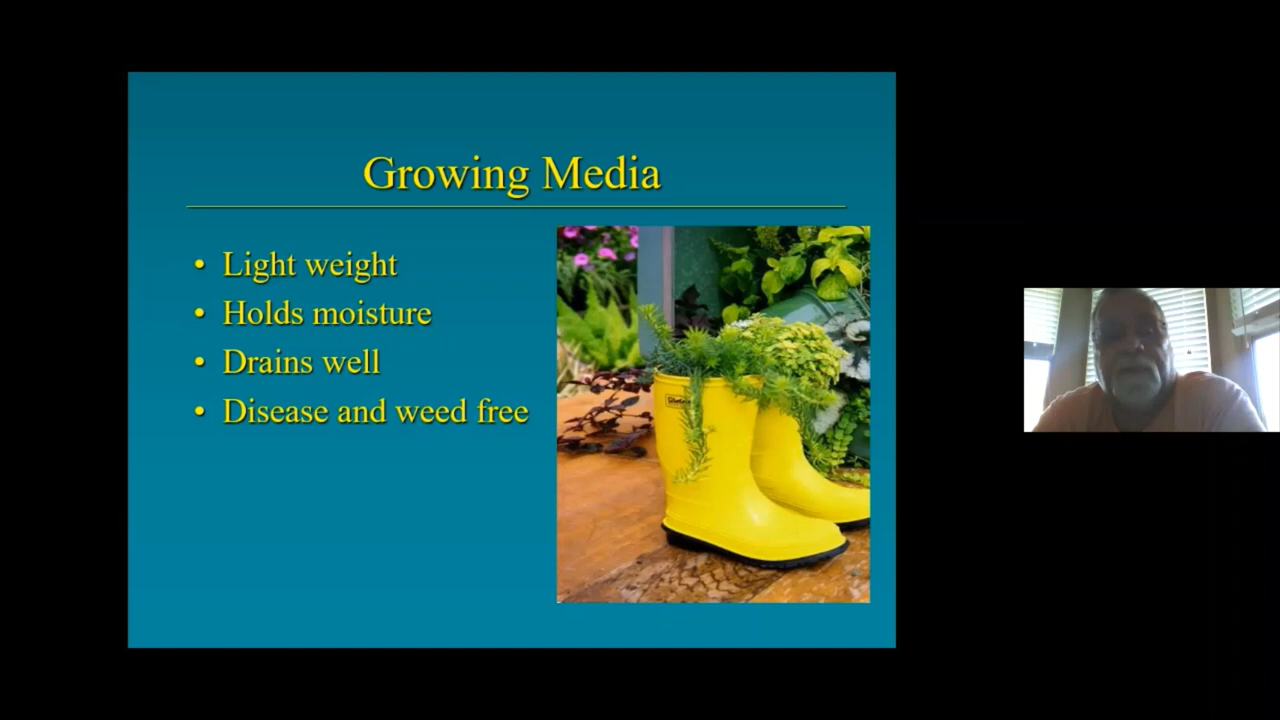 Growing Media
• Light weight
• Holds moisture
• Drains well
• Disease and weed free